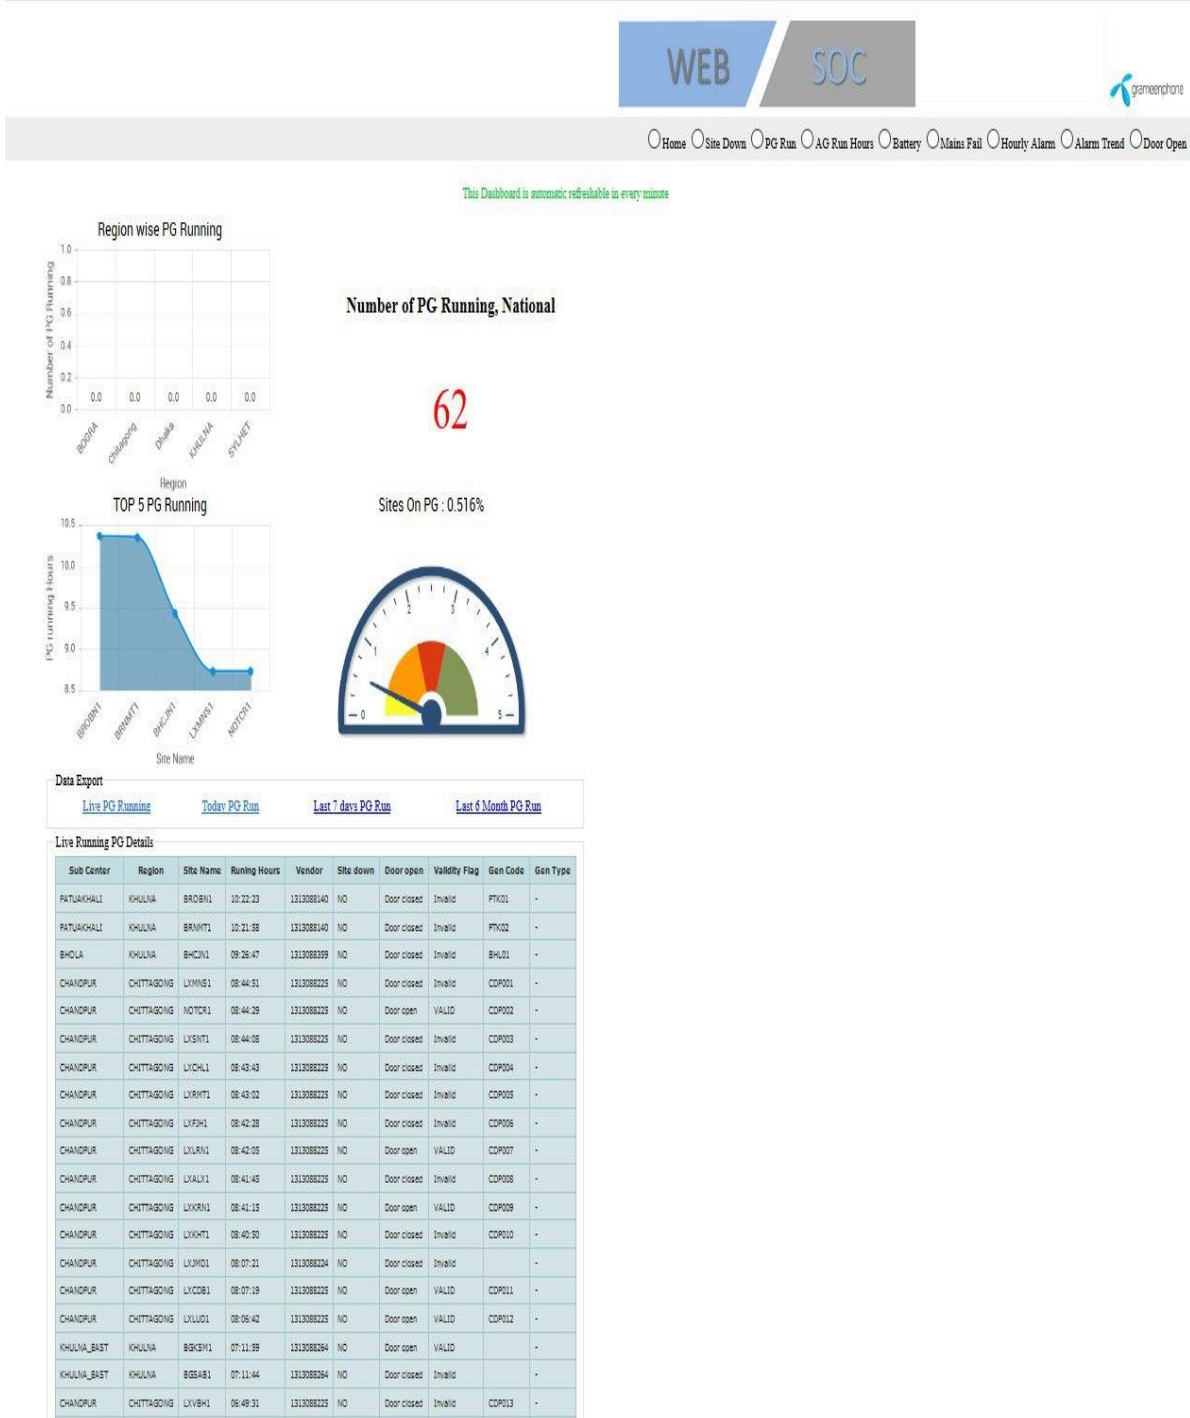 WEB SOC
grameenphone
Home Site Down PG Run AG Run Hours Battery Mains Fail Hourly Alarm Alarm Trend Door Open
This Dashboard is automatic refreshable in every minute
Region wise PG Running
Number of PG Running
1.0
0.8
0.6
0.4
0.2
0.0
0.0 0.0 0.0 0.0 0.0
BOGRA Chitagong Dhaka KHULNA SYLHET
Region
Number of PG Running, National
62
TOP 5 PG Running
PG running Hours
10.5
10.0
9.5
9.0
8.5
BROBN1 BRNMT1 BHCJN1 LXMNS1 NOTCR1
Site Name
Sites On PG : 0.516%
0 1 2 3 4 5
Data Export
Live PG Running Today PG Run Last 7 days PG Run Last 6 Month PG Run
Live Running PG Details
Sub Center Region Site Name Runing Hours Vendor Site down Door open Validity Flag Gen Code Gen Type
PATUAKHALI KHULNA BROBN1 10:22:23 1313088140 NO Door closed Invalid PTK01 -
PATUAKHALI KHULNA BRNMT1 10:21:58 1313088140 NO Door closed Invalid PTK02 -
BHOLA KHULNA BHCJN1 09:26:47 1313088359 NO Door closed Invalid BHL01 -
CHANDPUR CHITTAGONG LXMNS1 08:44:51 1313088225 NO Door closed Invalid CDP001 -
CHANDPUR CHITTAGONG NOTCR1 08:44:29 1313088225 NO Door open VALID CDP002 -
CHANDPUR CHITTAGONG LXSNT1 08:44:08 1313088225 NO Door closed Invalid CDP003 -
CHANDPUR CHITTAGONG LXCHL1 08:43:43 1313088225 NO Door closed Invalid CDP004 -
CHANDPUR CHITTAGONG LXRMT1 08:43:02 1313088225 NO Door closed Invalid CDP005 -
CHANDPUR CHITTAGONG LXFJH1 08:42:28 1313088225 NO Door closed Invalid CDP006 -
CHANDPUR CHITTAGONG LXLRN1 08:42:05 1313088225 NO Door open VALID CDP007 -
CHANDPUR CHITTAGONG LXALX1 08:41:45 1313088225 NO Door closed Invalid CDP008 -
CHANDPUR CHITTAGONG LXKRN1 08:41:15 1313088225 NO Door open VALID CDP009 -
CHANDPUR CHITTAGONG LXKHT1 08:40:50 1313088225 NO Door closed Invalid CDP010 -
CHANDPUR CHITTAGONG LXJMD1 08:07:21 1313088224 NO Door closed Invalid -
CHANDPUR CHITTAGONG LXCDB1 08:07:19 1313088225 NO Door open VALID CDP011 -
CHANDPUR CHITTAGONG LXLUD1 08:06:42 1313088225 NO Door open VALID CDP012 -
KHULNA_EAST KHULNA BGKSM1 07:11:59 1313088264 NO Door open VALID -
KHULNA_EAST KHULNA BGSAB1 07:11:44 1313088264 NO Door closed Invalid -
CHANDPUR CHITTAGONG LXVBH1 06:49:31 1313088225 NO Door closed Invalid CDP013 -